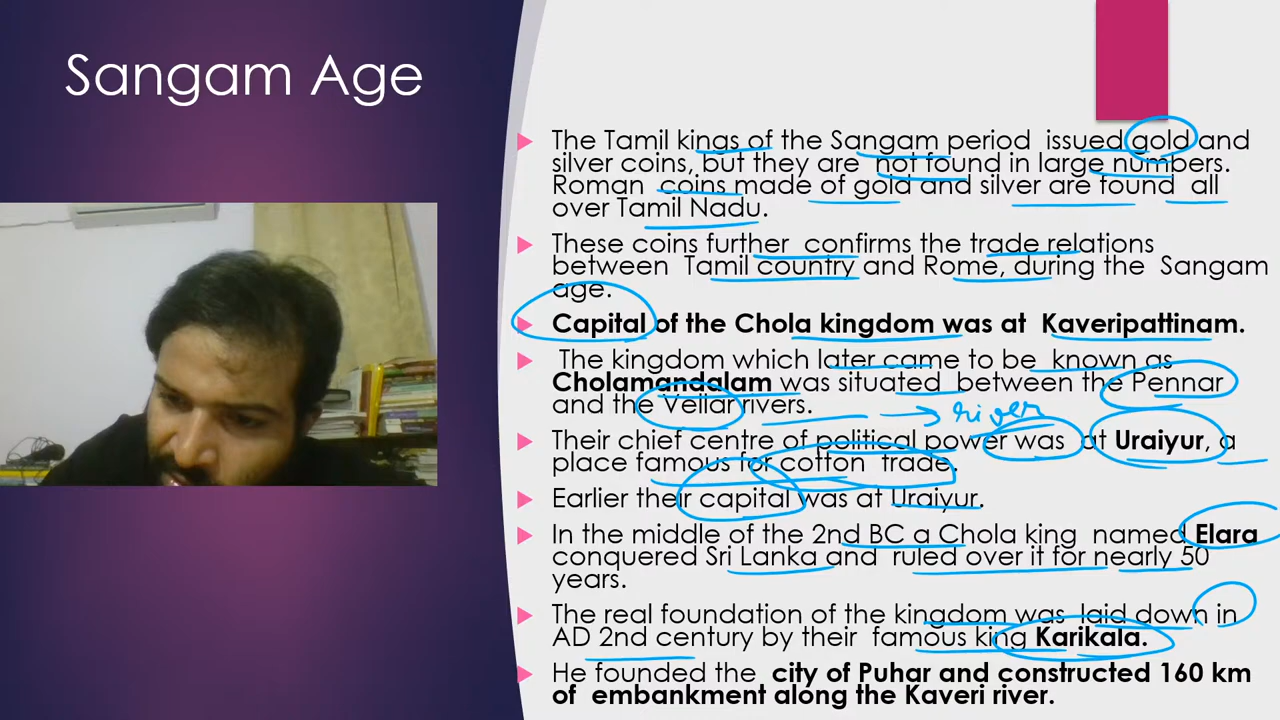 Sangam Age
The Tamil kings of the Sangam period issued gold and
silver coins, but they are not found in large numbers.
Roman coins made of gold and silver are found all
over Tamil Nadu.
These coins further confirms the trade relations
between Tamil country and Rome, during the Sangam
age.
Capital of the Chola kingdom was at Kaveripattinam.
The kingdom which later came to be known as
Cholamandalam was situated between the Pennar
and the Vellar rivers.
→ river
Their chief centre of political power was at Uraiyur, a
place famous for cotton trade.
Earlier their capital was at Uraiyur.
In the middle of the 2nd BC a Chola king named Elara
conquered Sri Lanka and ruled over it for nearly 50
years.
The real foundation of the kingdom was laid down in
AD 2nd century by their famous king Karikala.
He founded the city of Puhar and constructed 160 km
of embankment along the Kaveri river.